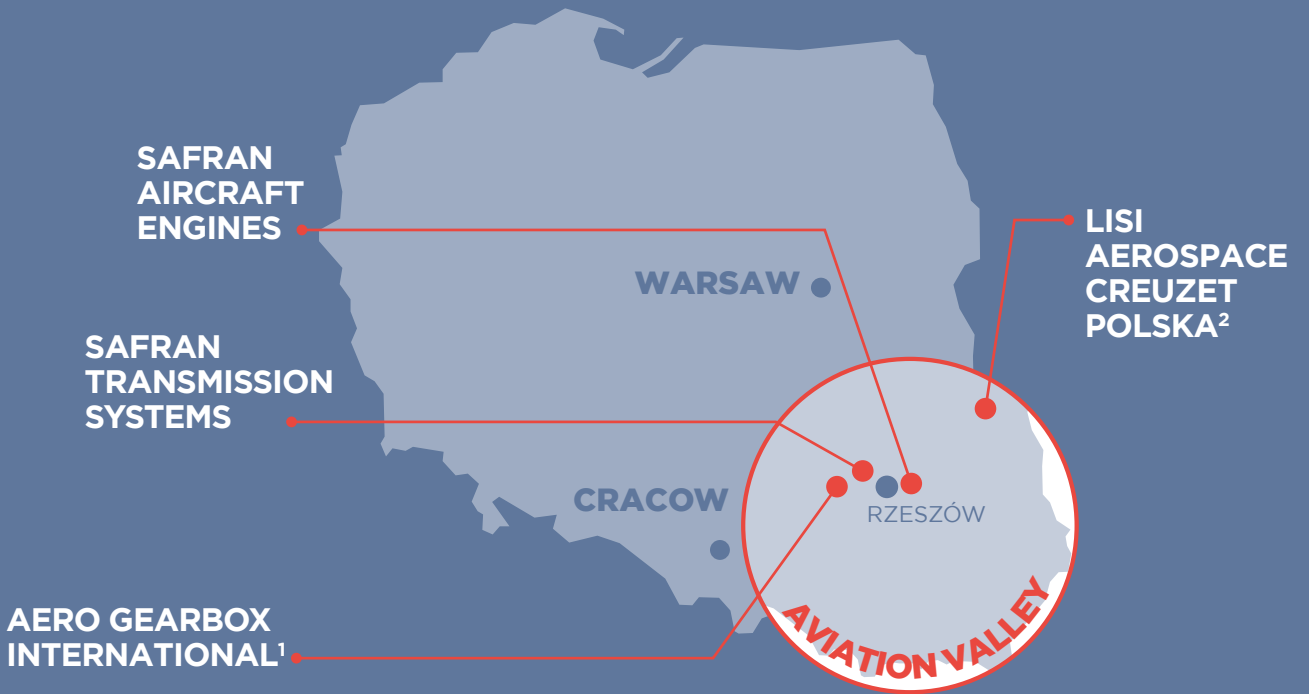 SAFRAN
AIRCRAFT
ENGINES
LISI
AEROSPACE
CREUZET
POLSKA²
WARSAW
SAFRAN
TRANSMISSION
SYSTEMS
CRACOW
RZESZÓW
AERO GEARBOX
INTERNATIONAL¹
AVIATION VALLEY